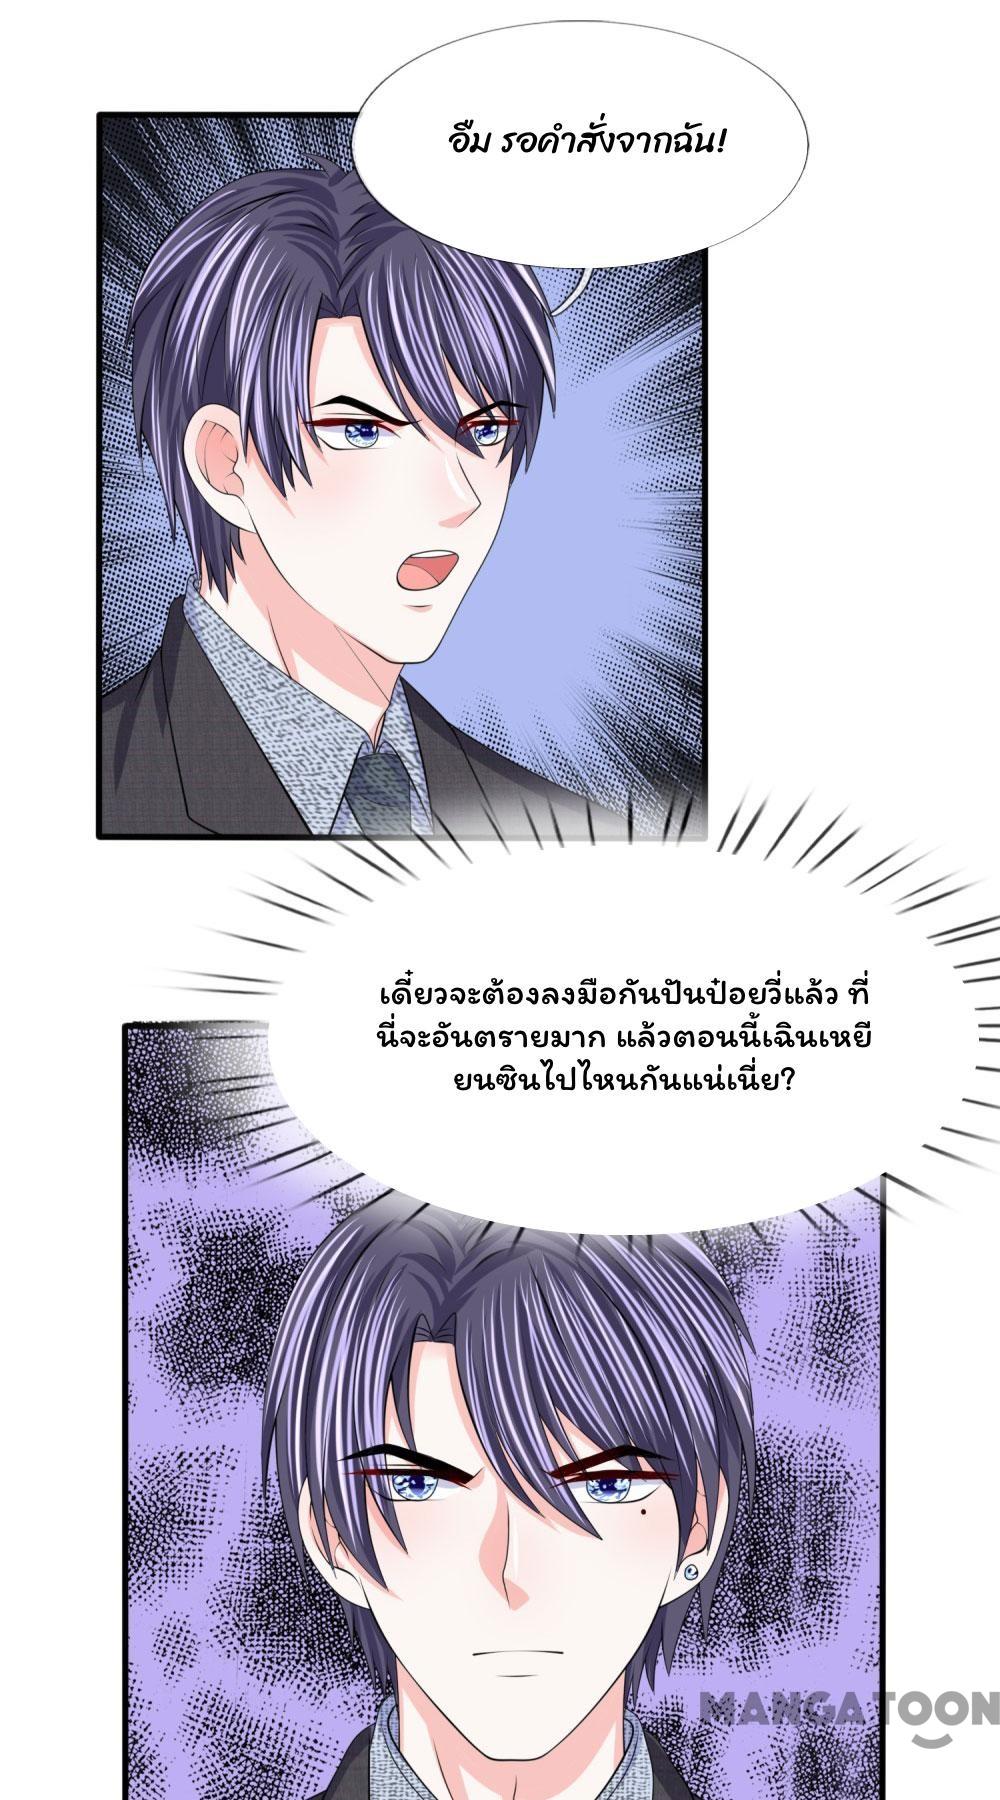 อืม รอคำสั่งจากฉัน!
เดี๋ยวจะต้องลงมือกันปันป๋อยวี่แล้ว ที่
นี่จะอันตรายมาก แล้วตอนนี้เฉินเหยี
ยนซินไปไหนกันแน่เนี่ย?
MANGATOON